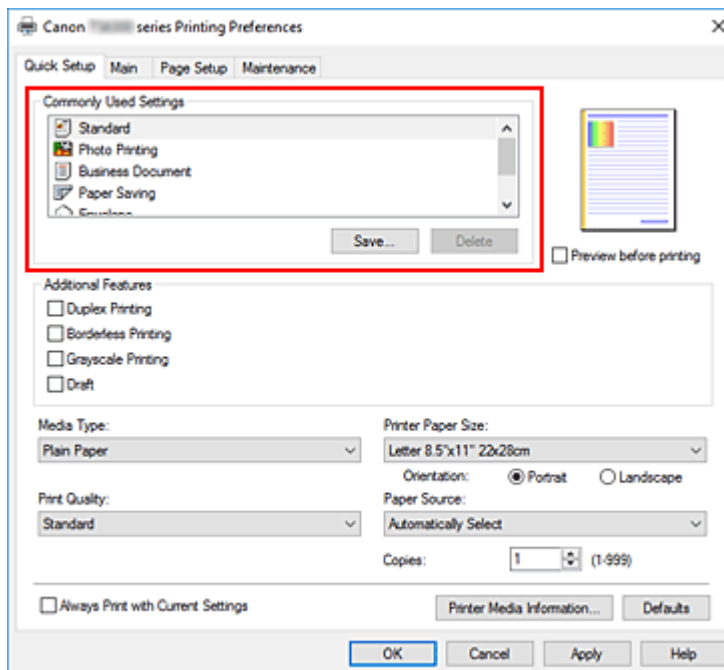 Canon series Printing Preferences
Quick Setup Main Page Setup Maintenance
Commonly Used Settings
Standard
Photo Printing
Business Document
Paper Saving
Envelope
Save... Delete
Preview before printing
Additional Features
Duplex Printing
Borderless Printing
Grayscale Printing
Draft
Media Type: Printer Paper Size:
Plain Paper Letter 8.5"x11" 22x28cm
Orientation: Portrait Landscape
Print Quality: Paper Source:
Standard Automatically Select
Copies: 1 (1-999)
Always Print with Current Settings Printer Media Information... Defaults
OK Cancel Apply Help